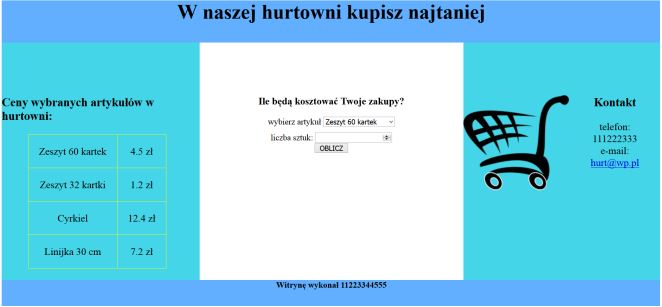 W naszej hurtowni kupisz najtaniej
Ceny wybranych artykułów w
hurtowni:
Zeszyt 60 kartek 4.5 zł
Zeszyt 32 kartki 1.2 zł
Cyrkiel 12.4 zł
Linijka 30 cm 7.2 zł
Ile będą kosztować Twoje zakupy?
wybierz artykuł Zeszyt 60 kartek
liczba sztuk:
OBLICZ
Kontakt
telefon:
111222333
e-mail:
hurt@wp.pl
Witrynę wykonał 11223344555